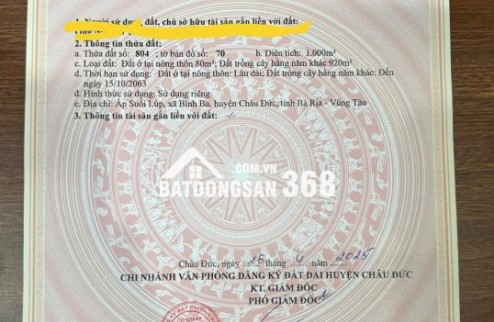 1. Người sử dụng đất, chủ sở hữu tài sản gắn liền với đất:
2. Thông tin thửa đất:
a. Thửa đất số: 804 ; tờ bản đồ số: 70 b. Diện tích: 1.000m²
c. Loại đất: Đất ở tại nông thôn 80m²; Đất trồng cây hằng năm khác 920m²
d. Thời hạn sử dụng: Đất ở tại nông thôn: Lâu dài; Đất trồng cây hằng năm khác: Đến
ngày 15/10/2063
đ. Hình thức sử dụng: Sử dụng riêng
e. Địa chỉ: Ấp Suối Lúp, xã Bình Ba, huyện Châu Đức, tỉnh Bà Rịa - Vũng Tàu
3. Thông tin tài sản gắn liền với đất: -/-
.COM.VN
BATDONGSAN 368
Châu Đức, ngày 25 tháng 4 năm 2025
CHI NHÁNH VĂN PHÒNG ĐĂNG KÝ ĐẤT ĐAI HUYỆN CHÂU ĐỨC
KT. GIÁM ĐỐC
PHÓ GIÁM ĐỐC